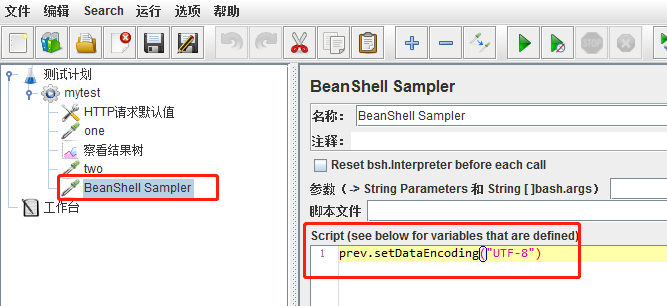 文件 编辑 Search 运行 选项 帮助
测试计划
mytest
HTTP请求默认值
one
察看结果树
two
BeanShell Sampler
工作台
BeanShell Sampler
名称： BeanShell Sampler
注释：
Reset bsh.Interpreter before each call
参数（-> String Parameters 和 String []bash.args）
脚本文件
Script (see below for variables that are defined)
1 prev.setDataEncoding("UTF-8")